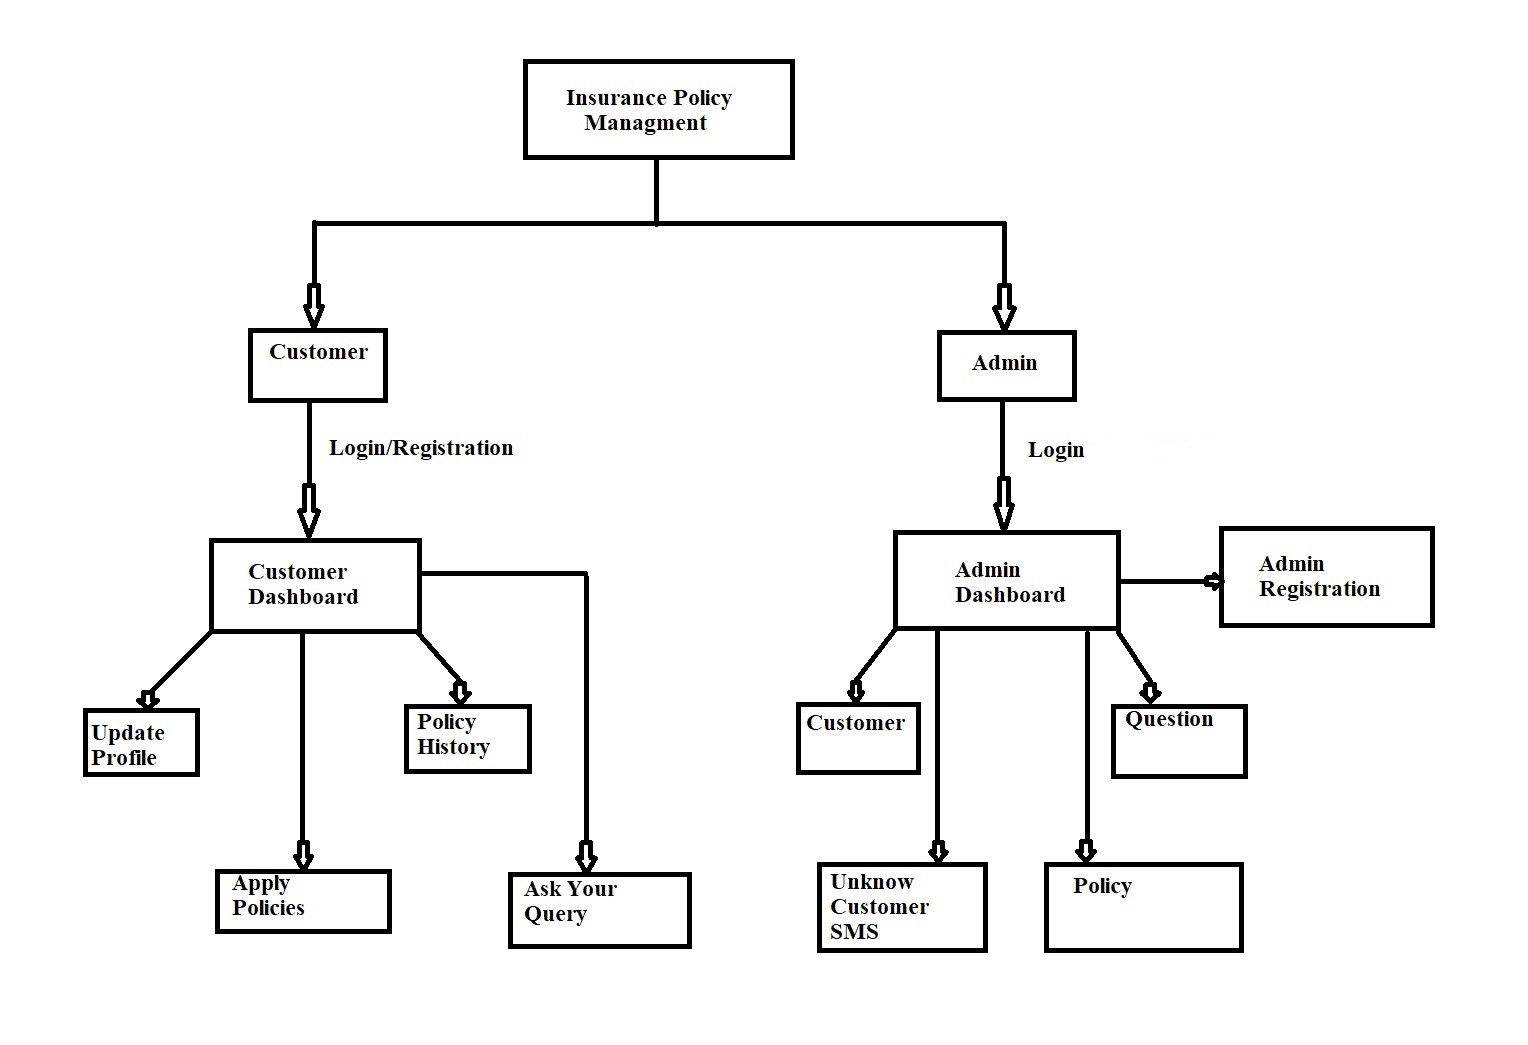 Insurance Policy
Managment
Customer
Admin
Login/Registration
Login
Customer
Dashboard
Admin
Dashboard
Admin
Registration
Update
Profile
Policy
History
Customer
Question
Apply
Policies
Ask Your
Query
Unknow
Customer
SMS
Policy